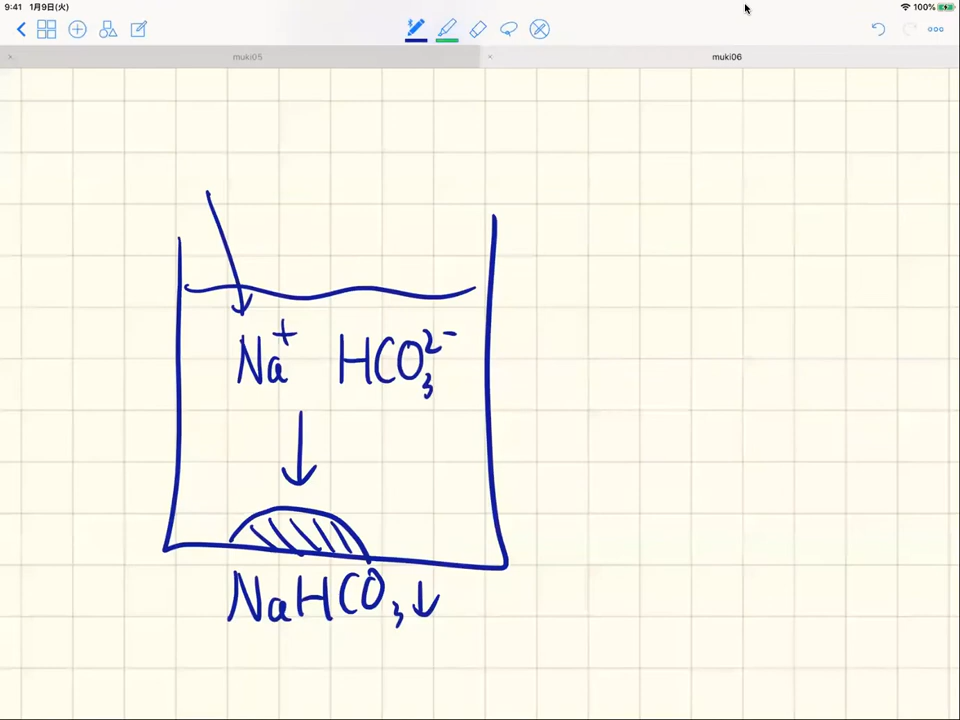 9:41 1月9日(火) 100%
muki05 muki06
Na⁺ HCO₃²⁻
NaHCO₃↓